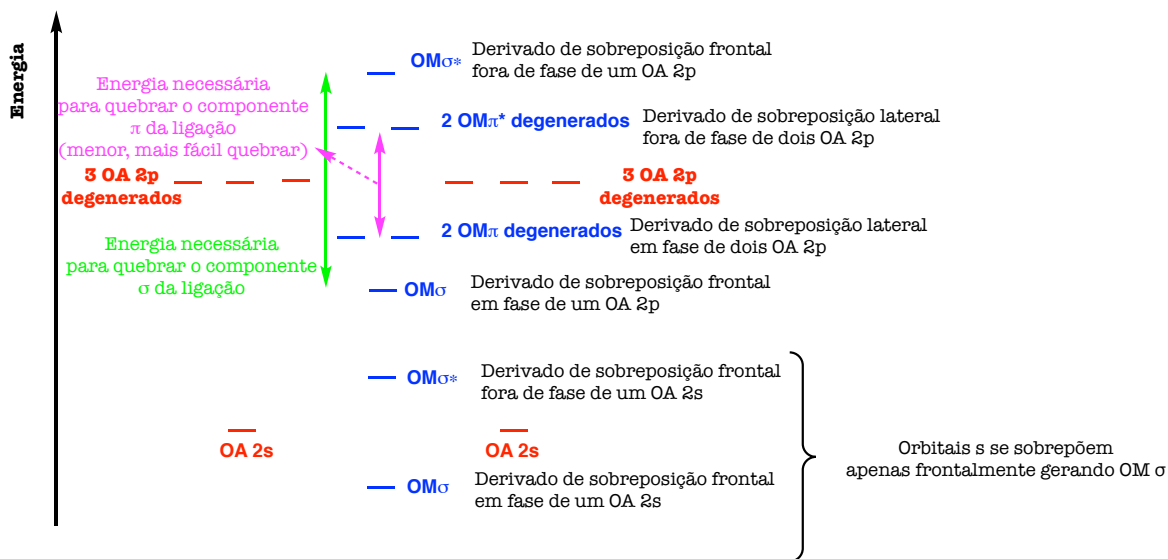 Energia
OMσ*
Derivado de sobreposição frontal
fora de fase de um OA 2p
Energia necessária
para quebrar o componente
π da ligação
(menor, mais fácil quebrar)
2 OMπ* degenerados
Derivado de sobreposição lateral
fora de fase de dois OA 2p
3 OA 2p
degenerados
3 OA 2p
degenerados
2 OMπ degenerados
Derivado de sobreposição lateral
em fase de dois OA 2p
Energia necessária
para quebrar o componente
σ da ligação
OMσ
Derivado de sobreposição frontal
em fase de um OA 2p
OMσ*
Derivado de sobreposição frontal
fora de fase de um OA 2s
OA 2s
OA 2s
Orbitais s se sobrepõem
apenas frontalmente gerando OM σ
OMσ
Derivado de sobreposição frontal
em fase de um OA 2s